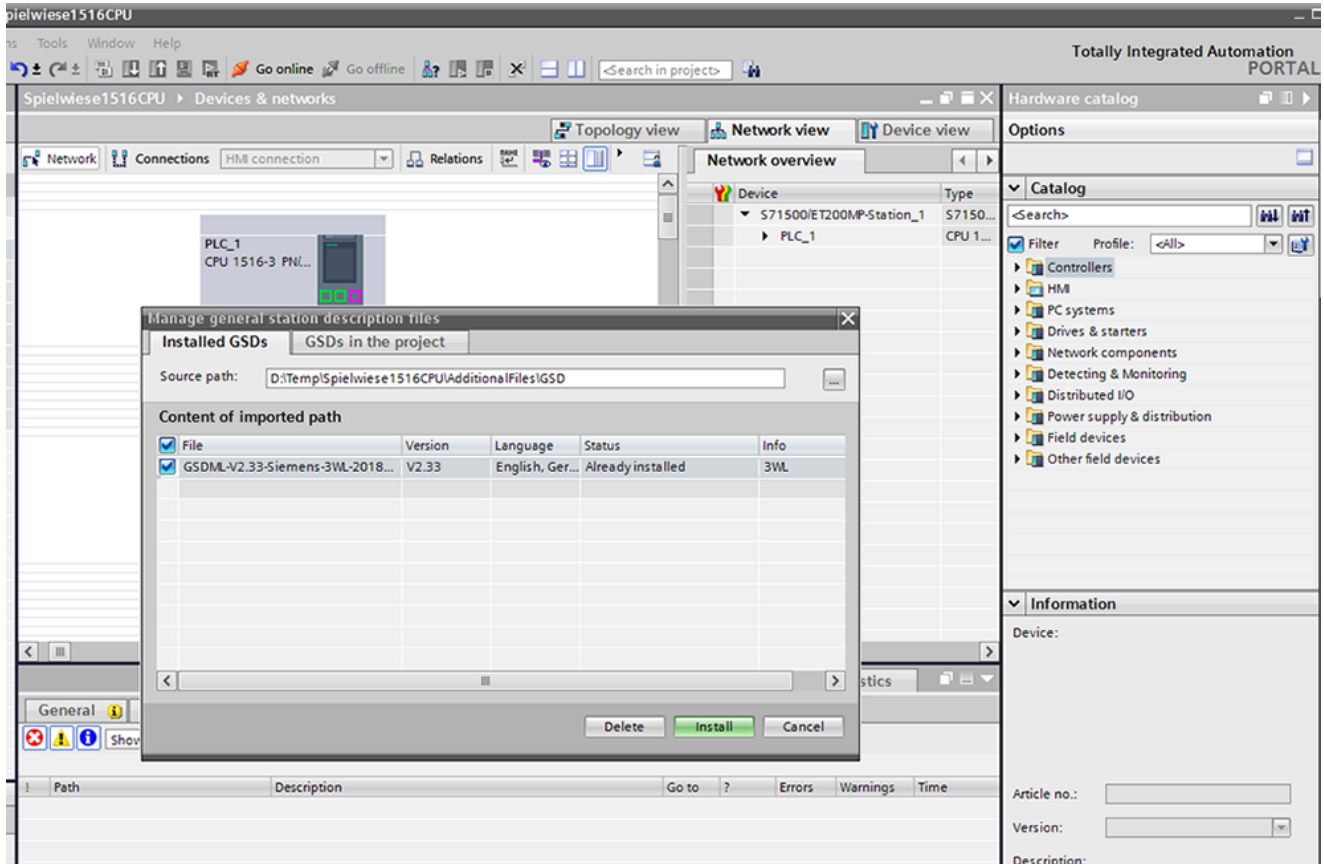 pielwiese1516CPU
ns Tools Window Help
Totally Integrated Automation
PORTAL
Go online Go offline <Search in project>
Spielwiese1516CPU Devices & networks
Hardware catalog
Topology view Network view Device view
Options
Network Connections HMI connection Relations
Network overview
Device Type
S71500/ET200MP-Station_1 S7150...
PLC_1 CPU 1...
PLC_1
CPU 1516-3 PN/...
Catalog
<Search>
Filter Profile: <All>
Controllers
HMI
PC systems
Drives & starters
Network components
Detecting & Monitoring
Distributed I/O
Power supply & distribution
Field devices
Other field devices
Manage general station description files
Installed GSDs GSDs in the project
Source path: D:\Temp\Spielwiese1516CPU\AdditionalFiles\GSD ...
Content of imported path
File Version Language Status Info
GSDML-V2.33-Siemens-3WL-2018... V2.33 English, Ger... Already installed 3WL
Delete Install Cancel
Information
Device:
Article no.:
Version:
Description:
stics
General
Show
! Path Description Go to ? Errors Warnings Time